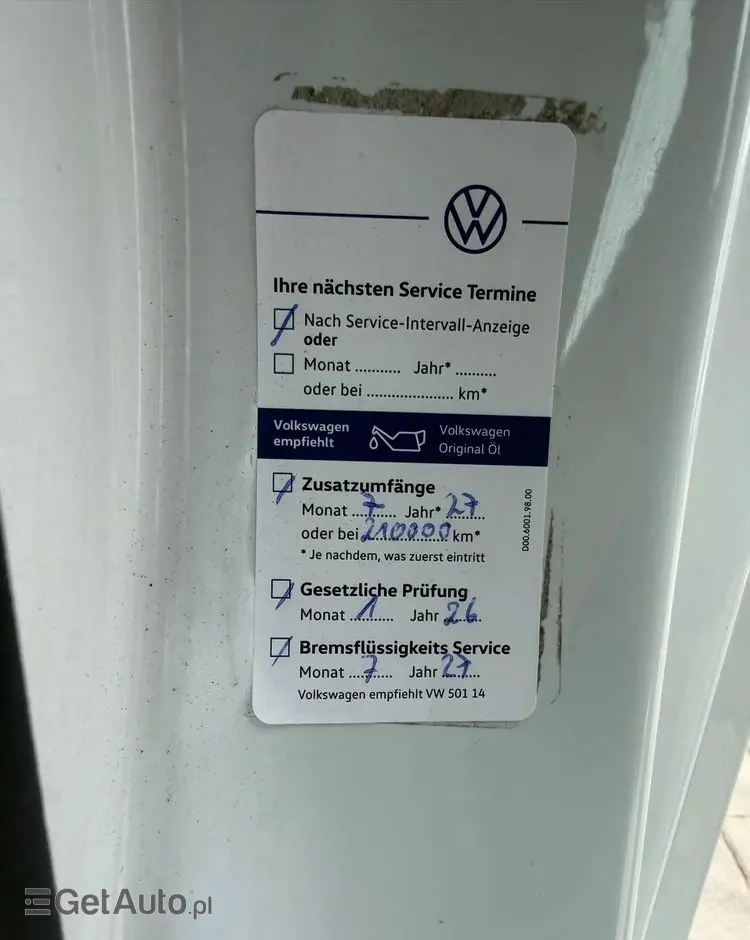 VW
Ihre nächsten Service Termine
Nach Service-Intervall-Anzeige
oder
Monat ........... Jahr* ..........
oder bei ..................... km*
Volkswagen empfiehlt
Volkswagen Original Öl
Zusatzumfänge
Monat ..7...... Jahr* 27
oder bei 210000 km*
* Je nachdem, was zuerst eintritt
D00.6001.98.00
Gesetzliche Prüfung
Monat ..1....... Jahr 26
Bremsflüssigkeits Service
Monat ....7..... Jahr 27
Volkswagen empfiehlt VW 501 14
GetAuto.pl